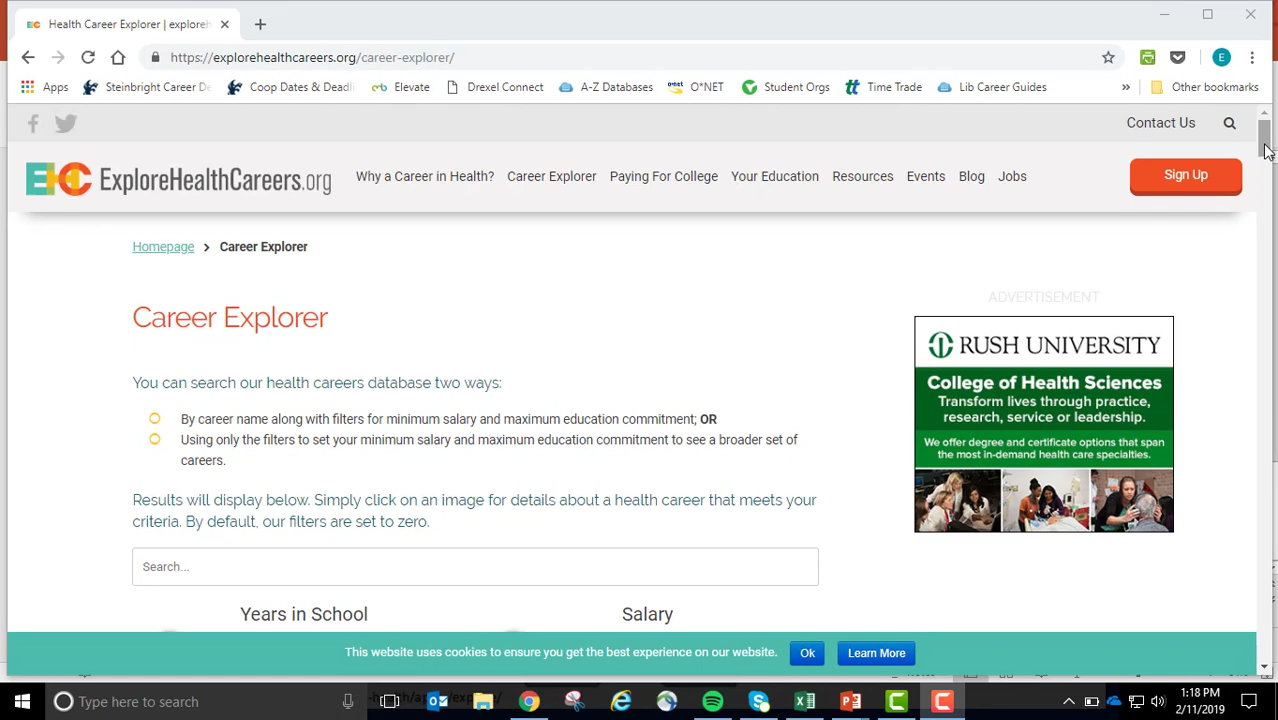 Health Career Explorer | exploreh
https://explorehealthcareers.org/career-explorer/
E
Apps
Steinbright Career De
Coop Dates & Deadli
Elevate
Drexel Connect
A-Z Databases
O*NET
Student Orgs
Time Trade
Lib Career Guides
»
Other bookmarks
Contact Us
EHC ExploreHealthCareers.org
Why a Career in Health?
Career Explorer
Paying For College
Your Education
Resources
Events
Blog
Jobs
Sign Up
Homepage > Career Explorer
Career Explorer
ADVERTISEMENT
RUSH UNIVERSITY
College of Health Sciences
Transform lives through practice,
research, service or leadership.
We offer degree and certificate options that span
the most in-demand health care specialties.
You can search our health careers database two ways:
By career name along with filters for minimum salary and maximum education commitment; OR
Using only the filters to set your minimum salary and maximum education commitment to see a broader set of
careers.
Results will display below. Simply click on an image for details about a health career that meets your
criteria. By default, our filters are set to zero.
Search...
Years in School
Salary
This website uses cookies to ensure you get the best experience on our website.
Ok
Learn More
Type here to search
1:18 PM
2/11/2019